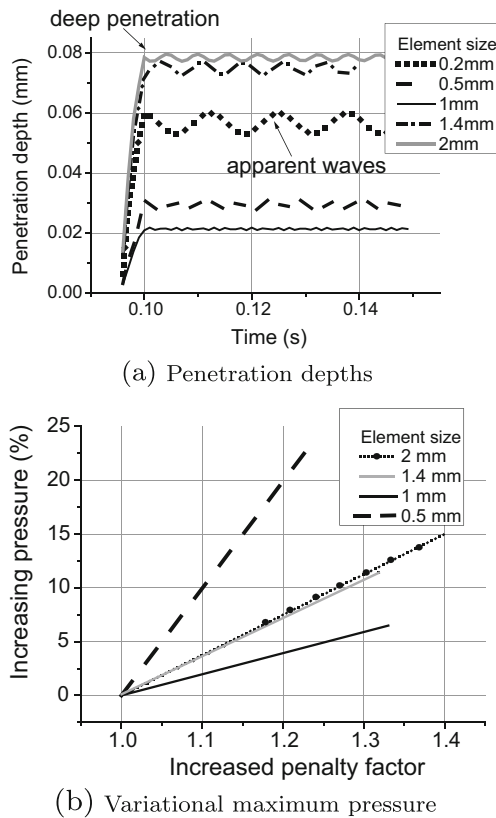 deep penetration
0.08
0.06
0.04
0.02
0.00
Penetration depth (mm)
Element size
0.2mm
0.5mm
1mm
1.4mm
2mm
apparent waves
0.10
0.12
0.14
Time (s)
(a) Penetration depths
25
20
15
10
5
0
Increasing pressure (%)
Element size
2 mm
1.4 mm
1 mm
0.5 mm
1.0
1.1
1.2
1.3
1.4
Increased penalty factor
(b) Variational maximum pressure